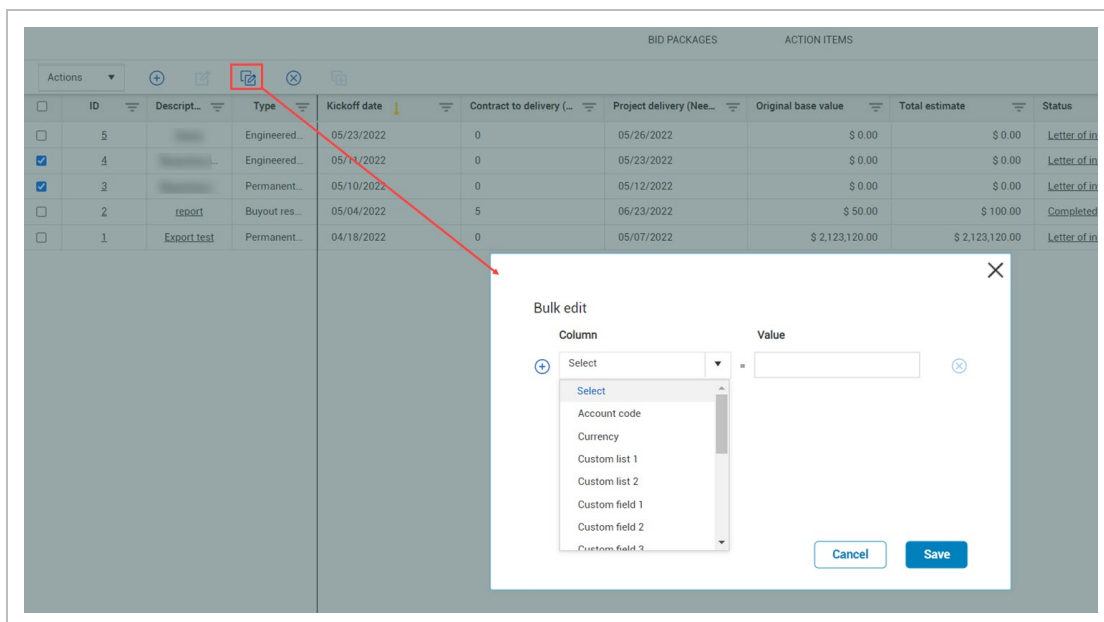 BID PACKAGES ACTION ITEMS
Actions
ID Descript... Type Kickoff date Contract to delivery (... Project delivery (Nee... Original base value Total estimate Status
5 Engineered... 05/23/2022 0 05/26/2022 $ 0.00 $ 0.00 Letter of in
4 Engineered... 05/11/2022 0 05/23/2022 $ 0.00 $ 0.00 Letter of in
3 Permanent... 05/10/2022 0 05/12/2022 $ 0.00 $ 0.00 Letter of in
2 report Buyout res... 05/04/2022 5 06/23/2022 $ 50.00 $ 100.00 Completed
1 Export test Permanent... 04/18/2022 0 05/07/2022 $ 2,123,120.00 $ 2,123,120.00 Letter of in
Bulk edit
Column Value
Select =
Select
Account code
Currency
Custom list 1
Custom list 2
Custom field 1
Custom field 2
Custom field 3
Cancel Save